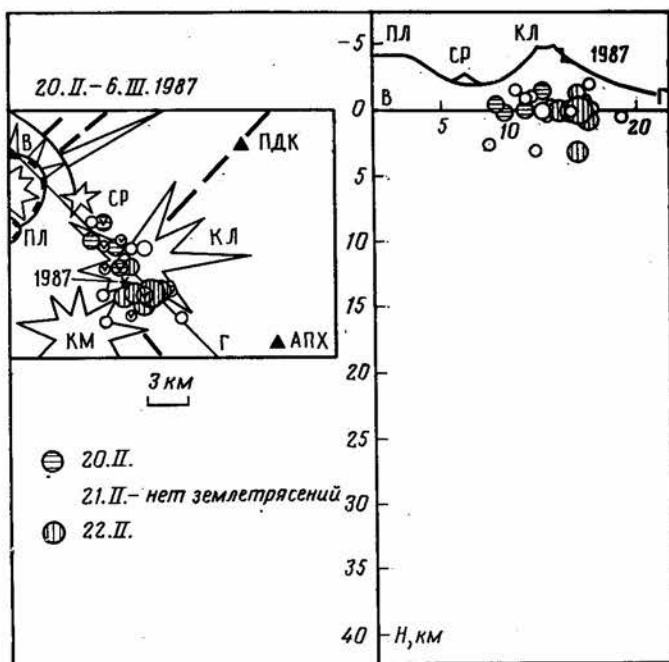 20.II.–6.III.1987
В
ПДК
СР
ПЛ
КЛ
1987
КМ
Г
АПХ
3 км
20.II.
21.II.– нет землетрясений
22.II.
ПЛ
КЛ
СР
1987
В
Г
5
10
20
-5
0
5
10
15
20
25
30
35
40
Н, км